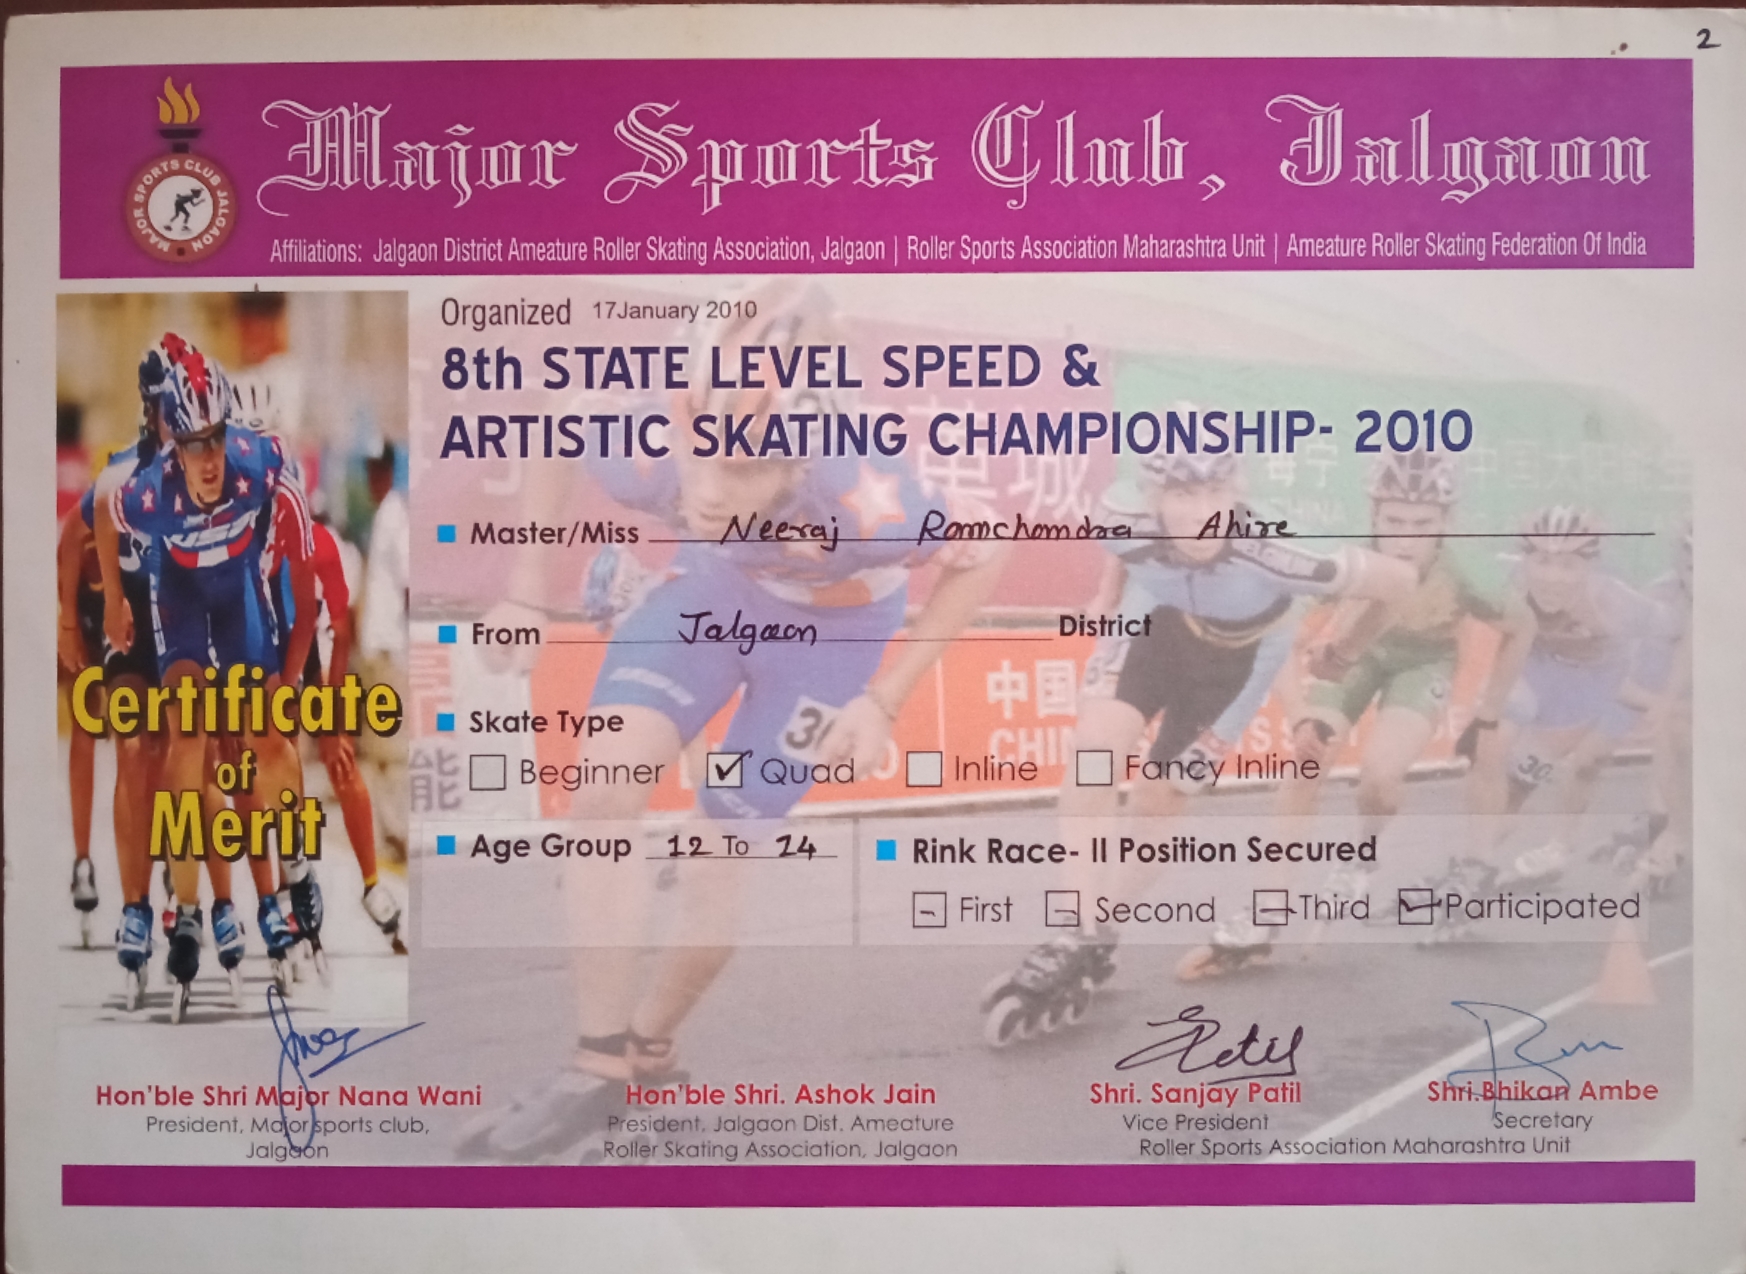 2
Major Sports Club, Jalgaon
MAJOR SPORTS CLUB JALGAON
Affiliations: Jalgaon District Ameature Roller Skating Association, Jalgaon | Roller Sports Association Maharashtra Unit | Ameature Roller Skating Federation Of India
Organized 17January 2010
8th STATE LEVEL SPEED &
ARTISTIC SKATING CHAMPIONSHIP- 2010
Master/Miss Neeraj Ramchandra Ahire
From Jalgaon District
Certificate
of
Merit
Skate Type
Beginner ✓ Quad Inline Fancy Inline
Age Group 12 To 14
Rink Race- II Position Secured
First Second Third Participated
中国
CHI
30
Hon'ble Shri Major Nana Wani
President, Major sports club,
Jalgaon
Hon'ble Shri. Ashok Jain
President, Jalgaon Dist. Ameature
Roller Skating Association, Jalgaon
Shri. Sanjay Patil
Vice President
Shri.Bhikan Ambe
Secretary
Roller Sports Association Maharashtra Unit